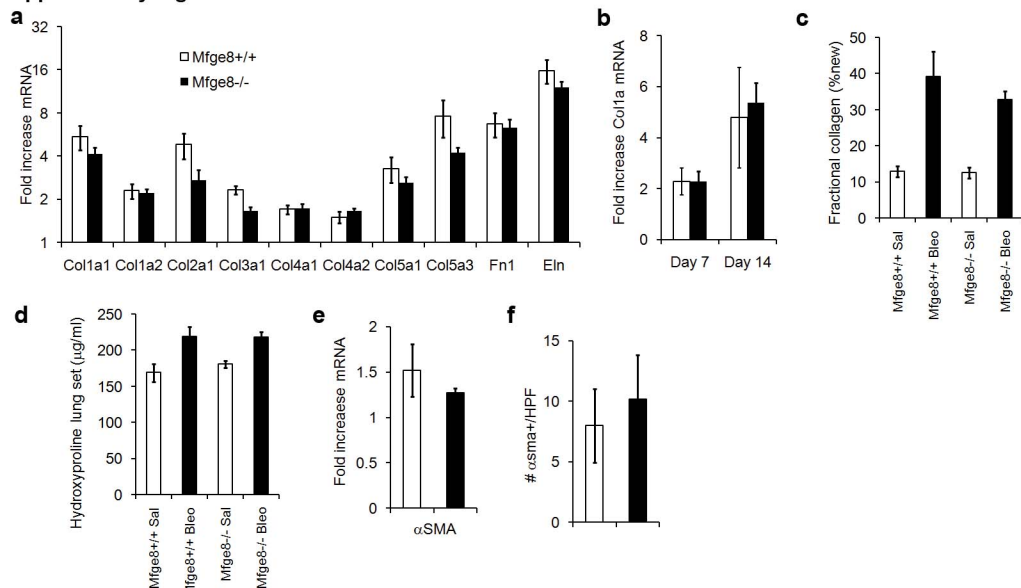 a
32
16
8
4
2
1
Fold increase mRNA
Mfge8+/+
Mfge8-/-
Col1a1 Col1a2 Col2a1 Col3a1 Col4a1 Col4a2 Col5a1 Col5a3 Fn1 Eln
b
8
6
4
2
0
Fold increase Col1a mRNA
Day 7 Day 14
c
50
40
30
20
10
0
Fractional collagen (%new)
Mfge8+/+ Sal
Mfge8+/+ Bleo
Mfge8-/- Sal
Mfge8-/- Bleo
d
250
200
150
100
50
0
Hydroxyproline lung set (µg/ml)
Mfge8+/+ Sal
Mfge8+/+ Bleo
Mfge8-/- Sal
Mfge8-/- Bleo
e
2
1.5
1
0.5
0
Fold increaese mRNA
αSMA
f
15
10
5
0
# αsma+/HPF